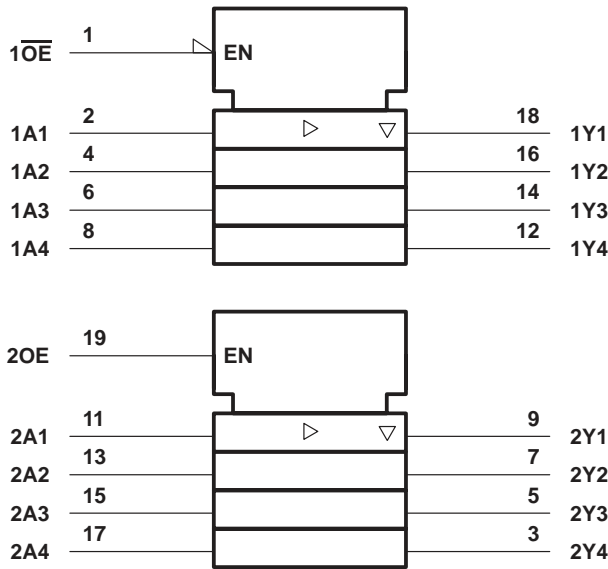 1
1O̅E̅ EN
2 18
1A1 1Y1
4 16
1A2 1Y2
6 14
1A3 1Y3
8 12
1A4 1Y4
19
2OE EN
11 9
2A1 2Y1
13 7
2A2 2Y2
15 5
2A3 2Y3
17 3
2A4 2Y4